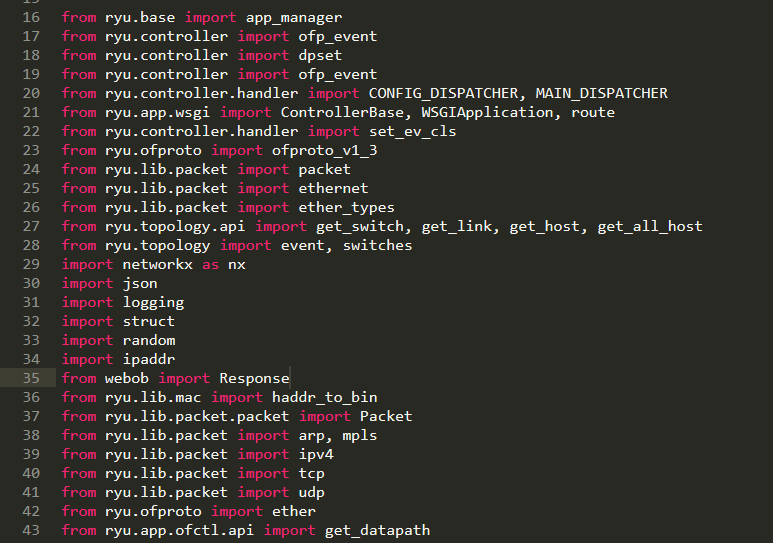 16 from ryu.base import app_manager
17 from ryu.controller import ofp_event
18 from ryu.controller import dpset
19 from ryu.controller import ofp_event
20 from ryu.controller.handler import CONFIG_DISPATCHER, MAIN_DISPATCHER
21 from ryu.app.wsgi import ControllerBase, WSGIApplication, route
22 from ryu.controller.handler import set_ev_cls
23 from ryu.ofproto import ofproto_v1_3
24 from ryu.lib.packet import packet
25 from ryu.lib.packet import ethernet
26 from ryu.lib.packet import ether_types
27 from ryu.topology.api import get_switch, get_link, get_host, get_all_host
28 from ryu.topology import event, switches
29 import networkx as nx
30 import json
31 import logging
32 import struct
33 import random
34 import ipaddr
35 from webob import Response
36 from ryu.lib.mac import haddr_to_bin
37 from ryu.lib.packet.packet import Packet
38 from ryu.lib.packet import arp, mpls
39 from ryu.lib.packet import ipv4
40 from ryu.lib.packet import tcp
41 from ryu.lib.packet import udp
42 from ryu.ofproto import ether
43 from ryu.app.ofctl.api import get_datapath